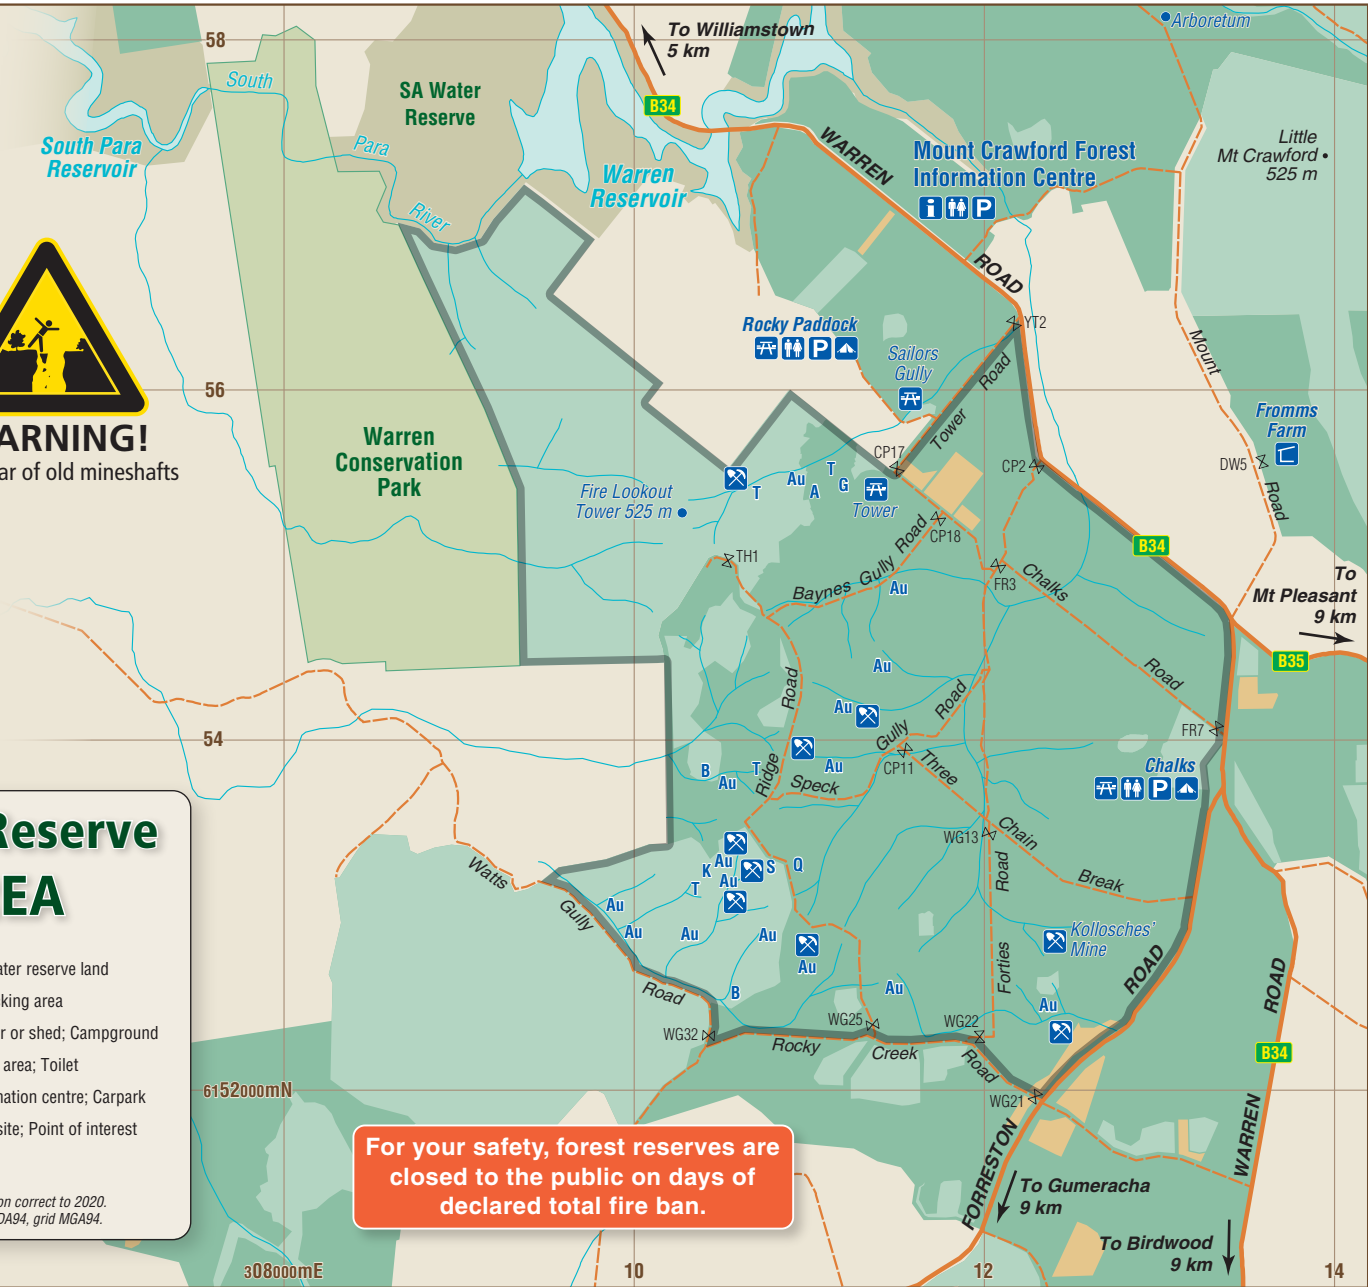 58
To Williamstown
5 km
Arboretum
South
SA Water
Reserve
B34
South Para
Reservoir
Para
River
Warren
Reservoir
WARREN
ROAD
Mount Crawford Forest
Information Centre
i P
Little
Mt Crawford
525 m
YT2
Rocky Paddock
P
Sailors
Gully
Road
Tower
Mount
Road
56
ARNING!
ar of old mineshafts
Warren
Conservation
Park
Fromms
Farm
DW5
CP17
CP2
Fire Lookout
Tower 525 m
T
Au
A
T
G
Tower
CP18
TH1
Baynes Gully Road
Au
FR3
Chalks
Road
B34
To
Mt Pleasant
9 km
B35
Au
Road
Ridge
Au
Gully
Road
FR7
54
B
Au
T
Au
Speck
CP11
Three
Chain
Break
Chalks
P
WG13
Road
Forties
Reserve
EA
Watts
Gully
Road
K
Au
S
Q
T
Au
Au
Au
Au
Au
Au
Kollosches'
Mine
ROAD
ater reserve land
king area
r or shed; Campground
area; Toilet
nation centre; Carpark
site; Point of interest
on correct to 2020.
DA94, grid MGA94.
B
Au
Au
WG32
WG25
WG22
Rocky
Creek
Road
WG21
ROAD
B34
WARREN
6152000mN
For your safety, forest reserves are
closed to the public on days of
declared total fire ban.
FORRESTON
To Gumeracha
9 km
To Birdwood
9 km
308000mE
10
12
14